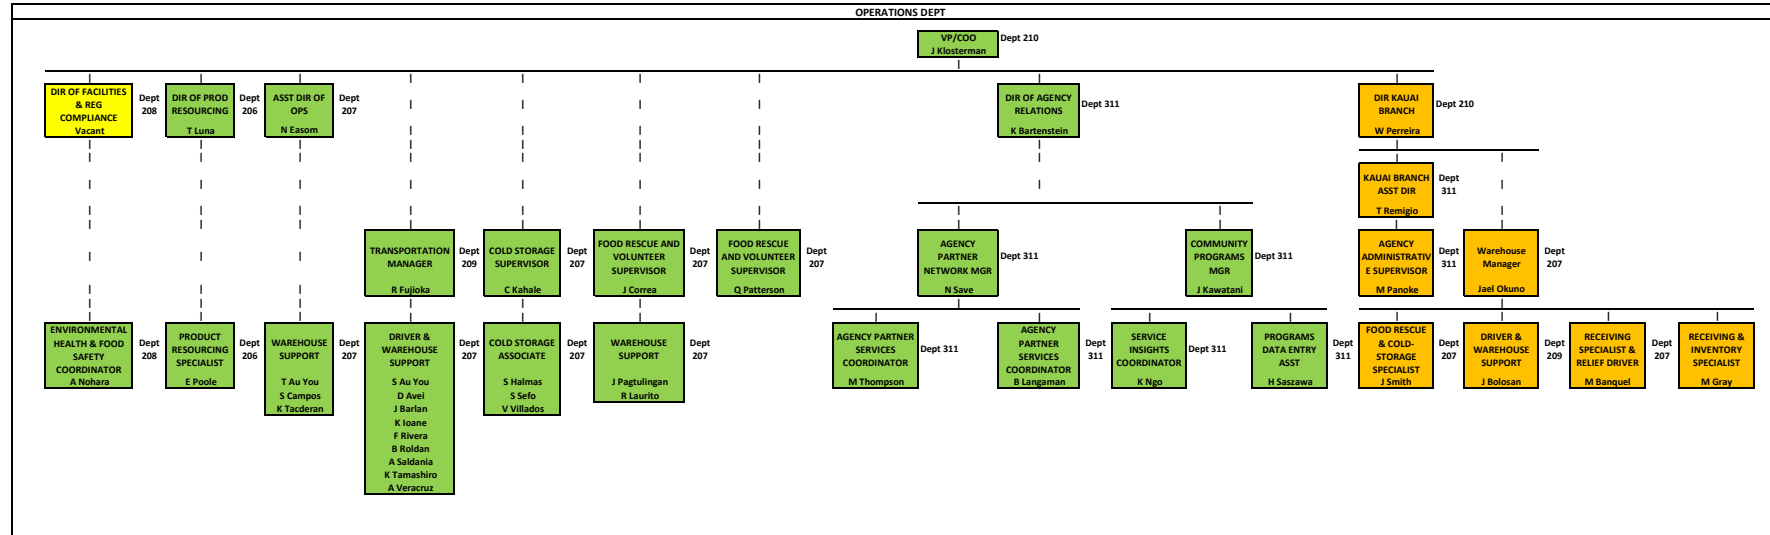 OPERATIONS DEPT
VP/COO
J Klosterman
Dept 210
DIR OF FACILITIES
& REG
COMPLIANCE
Vacant
Dept
208
DIR OF PROD
RESOURCING
T Luna
Dept
206
ASST DIR OF
OPS
N Easom
Dept
207
DIR OF AGENCY
RELATIONS
K Bartenstein
Dept 311
DIR KAUAI
BRANCH
W Perreira
Dept 210
KAUAI BRANCH
ASST DIR
T Remigio
Dept
311
TRANSPORTATION
MANAGER
R Fujioka
Dept
209
COLD STORAGE
SUPERVISOR
C Kahale
Dept
207
FOOD RESCUE AND
VOLUNTEER
SUPERVISOR
J Correa
Dept
207
FOOD RESCUE
AND VOLUNTEER
SUPERVISOR
Q Patterson
Dept
207
AGENCY
PARTNER
NETWORK MGR
N Save
Dept 311
COMMUNITY
PROGRAMS
MGR
J Kawatani
Dept 311
AGENCY
ADMINISTRATIV
E SUPERVISOR
M Panoke
Dept
311
Warehouse
Manager
Jael Okuno
Dept
207
ENVIRONMENTAL
HEALTH & FOOD
SAFETY
COORDINATOR
A Nohara
Dept
208
PRODUCT
RESOURCING
SPECIALIST
E Poole
Dept
206
WAREHOUSE
SUPPORT
T Au You
S Campos
K Tacderan
Dept
207
DRIVER &
WAREHOUSE
SUPPORT
S Au You
D Avei
J Barlan
K Ioane
F Rivera
B Roldan
A Saldania
K Tamashiro
A Veracruz
Dept
207
COLD STORAGE
ASSOCIATE
S Halmas
S Sefo
V Villados
Dept
207
WAREHOUSE
SUPPORT
J Pagtulingan
R Laurito
Dept
207
AGENCY PARTNER
SERVICES
COORDINATOR
M Thompson
Dept 311
AGENCY
PARTNER
SERVICES
COORDINATOR
B Langaman
Dept
311
SERVICE
INSIGHTS
COORDINATOR
K Ngo
Dept 311
PROGRAMS
DATA ENTRY
ASST
H Saszawa
Dept
311
FOOD RESCUE
& COLD-
STORAGE
SPECIALIST
J Smith
Dept
207
DRIVER &
WAREHOUSE
SUPPORT
J Bolosan
Dept
209
RECEIVING
SPECIALIST &
RELIEF DRIVER
M Banquel
Dept
207
RECEIVING &
INVENTORY
SPECIALIST
M Gray